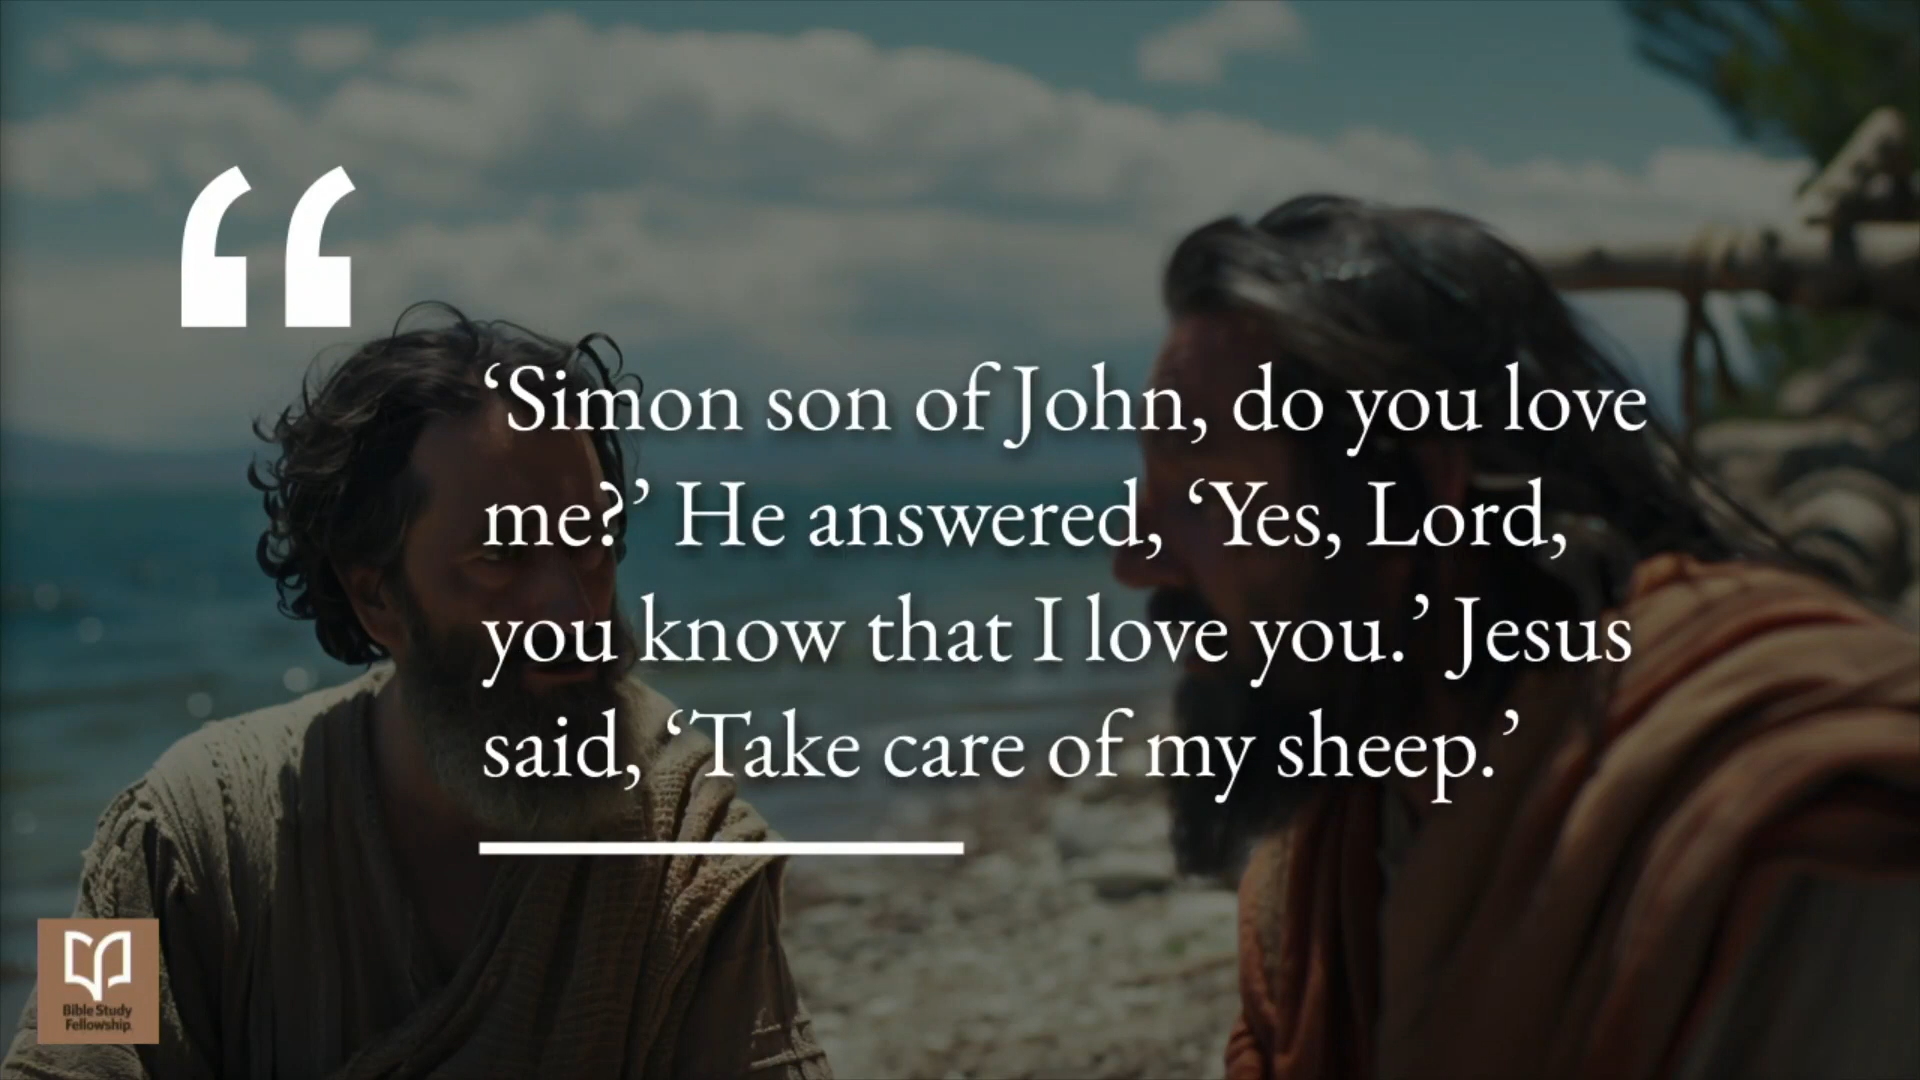 “
‘Simon son of John, do you love
me?’ He answered, ‘Yes, Lord,
you know that I love you.’ Jesus
said, ‘Take care of my sheep.’
Bible Study
Fellowship